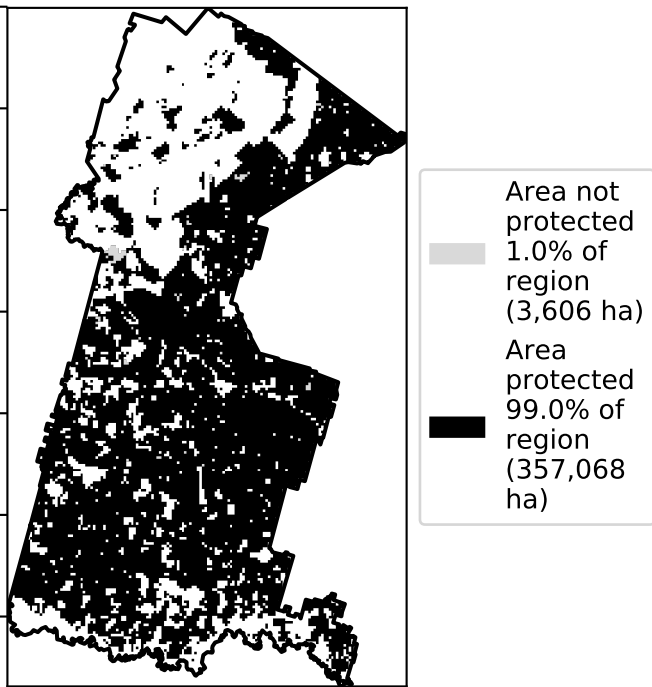 Area not
protected
1.0% of
region
(3,606 ha)
Area
protected
99.0% of
region
(357,068
ha)